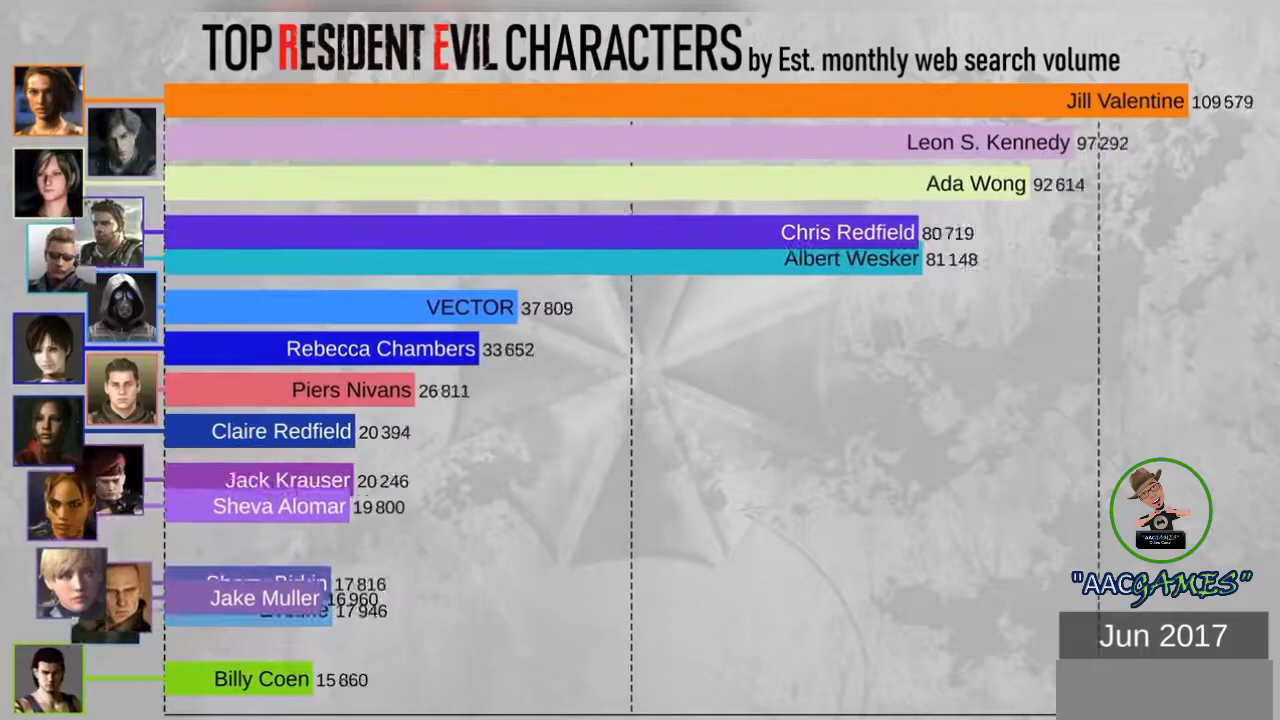 TOP RESIDENT EVIL CHARACTERS by Est. monthly web search volume
Jill Valentine 109 579
Leon S. Kennedy 97 292
Ada Wong 92 614
Chris Redfield 80 719
Albert Wesker 81 148
VECTOR 37 809
Rebecca Chambers 33 652
Piers Nivans 26 811
Claire Redfield 20 394
Jack Krauser 20 246
Sheva Alomar 19 800
Sherry Birkin 17 816
Jake Muller 16 960
17 946
Billy Coen 15 860
"AACGAMES"
"AACGAMES"
Jun 2017